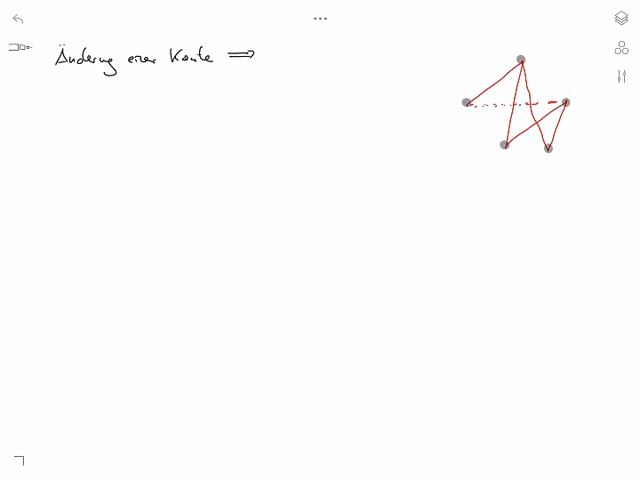 Änderung einer Kante ⟹